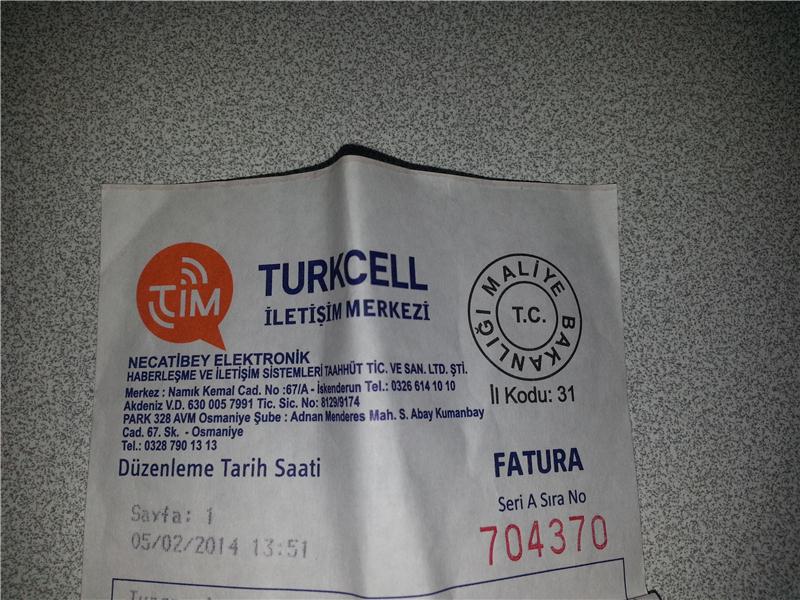 TİM
TURKCELL
İLETİŞİM MERKEZİ
MALİYE BAKANLIĞI
T.C.
NECATİBEY ELEKTRONİK
HABERLEŞME VE İLETİŞİM SİSTEMLERİ TAAHHÜT TİC. VE SAN. LTD. ŞTİ.
Merkez : Namık Kemal Cad. No :67/A - İskenderun Tel.: 0326 614 10 10
İl Kodu: 31
Akdeniz V.D. 630 005 7991 Tic. Sic. No: 8129/9174
PARK 328 AVM Osmaniye Şube : Adnan Menderes Mah. S. Abay Kumanbay
Cad. 67. Sk. - Osmaniye
Tel.: 0328 790 13 13
Düzenleme Tarih Saati
FATURA
Seri A Sıra No
704370
Sayfa: 1
05/02/2014 13:51